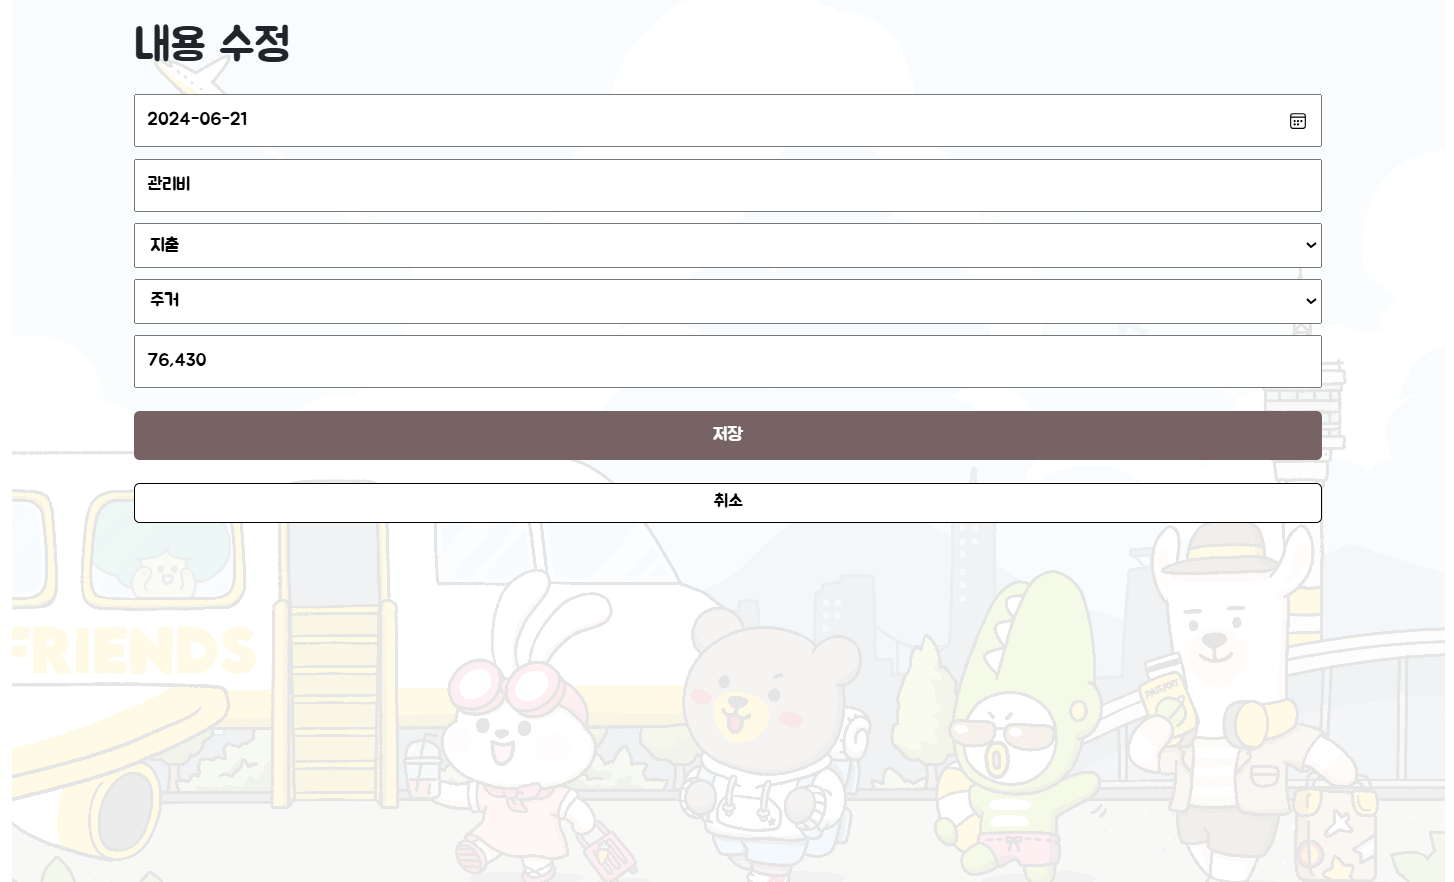 내용 수정
2024-06-21
관리비
지출
주거
76,430
저장
취소
FRIENDS
PASSPORT